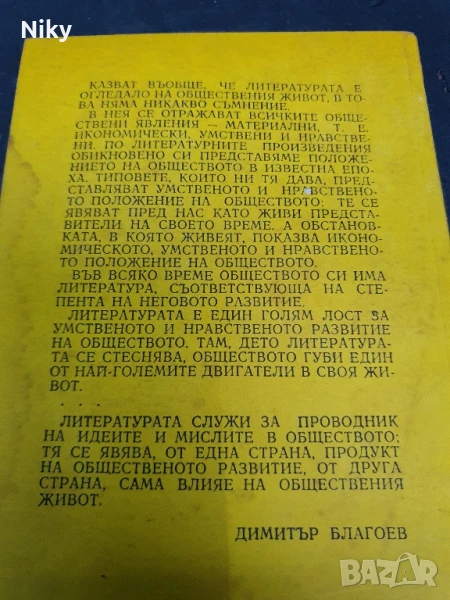 Niky
КАЗВАТ ВЪОБЩЕ, ЧЕ ЛИТЕРАТУРАТА Е
ОГЛЕДАЛО НА ОБЩЕСТВЕНИЯ ЖИВОТ, В ТО-
ВА НЯМА НИКАКВО СЪМНЕНИЕ.
В НЕЯ СЕ ОТРАЖАВАТ ВСИЧКИТЕ ОБЩЕ-
СТВЕНИ ЯВЛЕНИЯ — МАТЕРИАЛНИ, Т. Е.
ИКОНОМИЧЕСКИ, УМСТВЕНИ И НРАВСТВЕ-
НИ. ПО ЛИТЕРАТУРНИТЕ ПРОИЗВЕДЕНИЯ
ОБИКНОВЕНО СИ ПРЕДСТАВЯМЕ ПОЛОЖЕ-
НИЕТО НА ОБЩЕСТВОТО В ИЗВЕСТНА ЕПО-
ХА. ТИПОВЕТЕ, КОИТО НИ ТЯ ДАВА, ПРЕД-
СТАВЛЯВАТ УМСТВЕНОТО И НРАВСТВЕНО-
ТО ПОЛОЖЕНИЕ НА ОБЩЕСТВОТО: ТЕ СЕ
ЯВЯВАТ ПРЕД НАС КАТО ЖИВИ ПРЕДСТА-
ВИТЕЛИ НА СВОЕТО ВРЕМЕ. А ОБСТАНОВ-
КАТА, В КОЯТО ЖИВЕЯТ, ПОКАЗВА ИКОНО-
МИЧЕСКОТО, УМСТВЕНОТО И НРАВСТВЕНО-
ТО ПОЛОЖЕНИЕ НА ОБЩЕСТВОТО.
ВЪВ ВСЯКО ВРЕМЕ ОБЩЕСТВОТО СИ ИМА
ЛИТЕРАТУРА, СЪОТВЕТСТВУЮЩА НА СТЕ-
ПЕНТА НА НЕГОВОТО РАЗВИТИЕ.
ЛИТЕРАТУРАТА Е ЕДИН ГОЛЯМ ЛОСТ ЗА
УМСТВЕНОТО И НРАВСТВЕНОТО РАЗВИТИЕ
НА ОБЩЕСТВОТО. ТАМ, ДЕТО ЛИТЕРАТУРА-
ТА СЕ СТЕСНЯВА, ОБЩЕСТВОТО ГУБИ ЕДИН
ОТ НАЙ-ГОЛЕМИТЕ ДВИГАТЕЛИ В СВОЯ ЖИ-
ВОТ.
. . .
ЛИТЕРАТУРАТА СЛУЖИ ЗА ПРОВОДНИК
НА ИДЕИТЕ И МИСЛИТЕ В ОБЩЕСТВОТО;
ТЯ СЕ ЯВЯВА, ОТ ЕДНА СТРАНА, ПРОДУКТ
НА ОБЩЕСТВЕНОТО РАЗВИТИЕ, ОТ ДРУГА
СТРАНА, САМА ВЛИЯЕ НА ОБЩЕСТВЕНИЯ
ЖИВОТ.
ДИМИТЪР БЛАГОЕВ
BAZAR